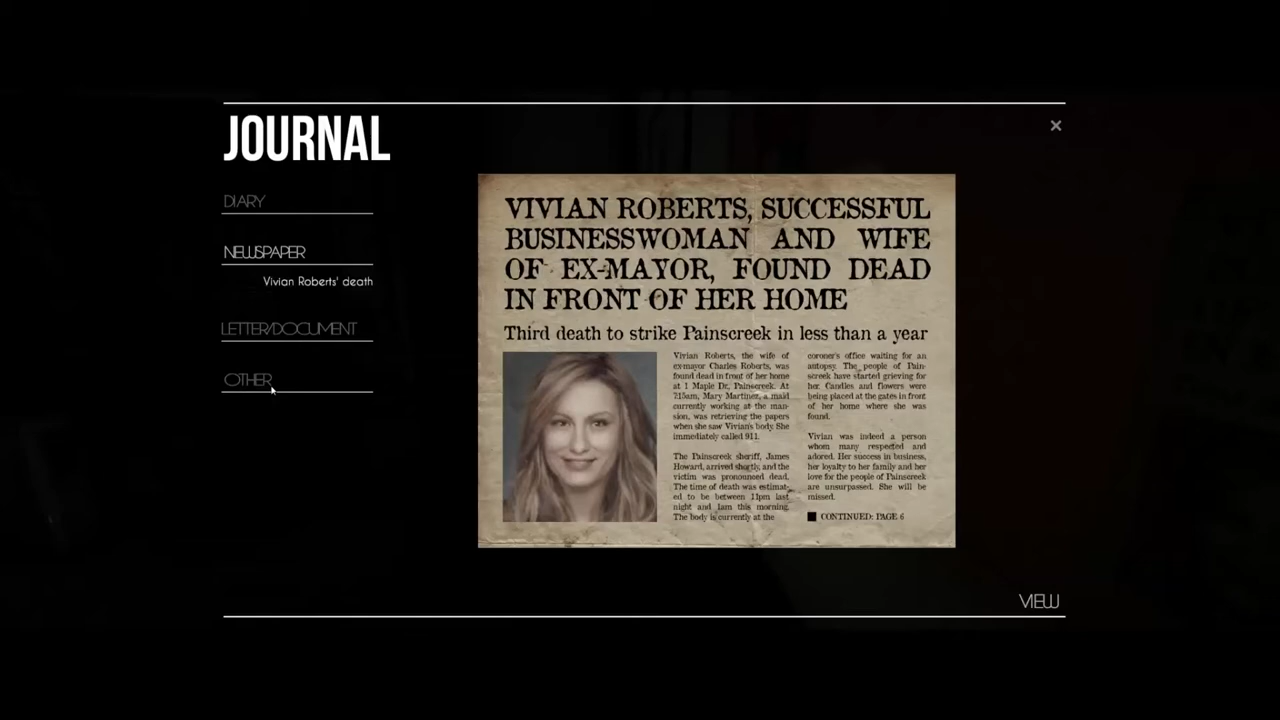 JOURNAL
DIARY
NEWSPAPER
Vivian Roberts' death
LETTER/DOCUMENT
OTHER
VIVIAN ROBERTS, SUCCESSFUL
BUSINESSWOMAN AND WIFE
OF EX-MAYOR, FOUND DEAD
IN FRONT OF HER HOME
Third death to strike Painscreek in less than a year
Vivian Roberts, the wife of
ex-mayor Charles Roberts, was
found dead in front of her home
at 1 Maple Dr, Painscreek. At
7:15am, Mary Martinez, a maid
currently working at the man-
sion, was retrieving the papers
when she saw Vivian's body. She
immediately called 911.
The Painscreek sheriff, James
Howard, arrived shortly, and the
victim was pronounced dead.
The time of death was estimat-
ed to be between 11pm last
night and 1am this morning.
The body is currently at the
coroner's office waiting for an
autopsy. The people of Pain-
screek have started grieving for
her. Candles and flowers were
being placed at the gates in front
of her home where she was
found.
Vivian was indeed a person
whom many respected and
adored. Her success in business,
her loyalty to her family and her
love for the people of Painscreek
are unsurpassed. She will be
missed.
CONTINUED: PAGE 6
VIEW